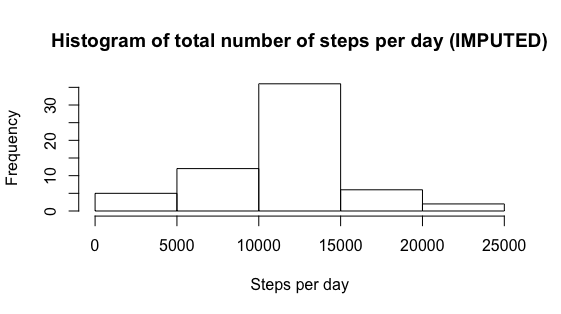 Histogram of total number of steps per day (IMPUTED)
Frequency
30
20
10
0
0 5000 10000 15000 20000 25000
Steps per day